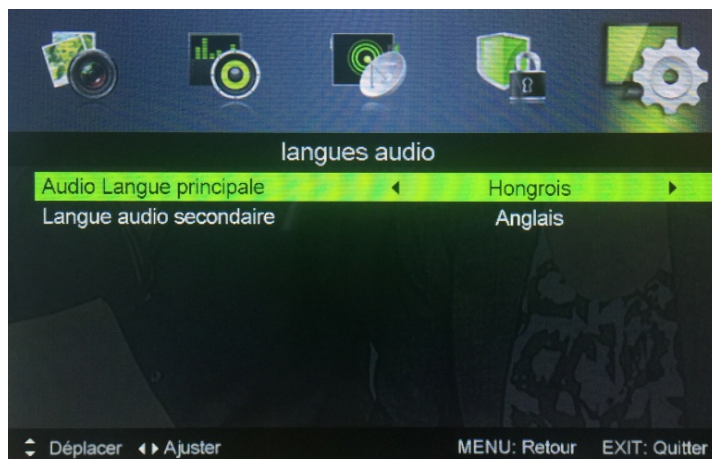 langues audio
Audio Langue principale Hongrois
Langue audio secondaire Anglais
Déplacer Ajuster MENU: Retour EXIT: Quitter